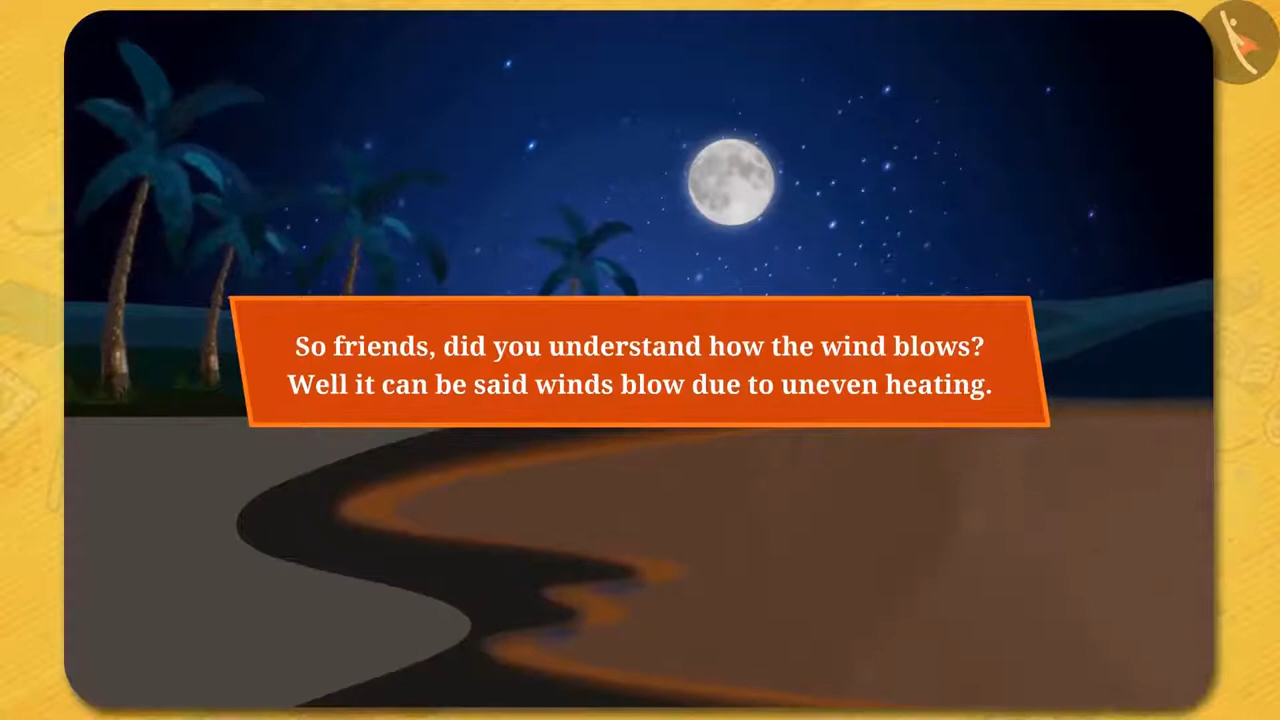 So friends, did you understand how the wind blows?
Well it can be said winds blow due to uneven heating.